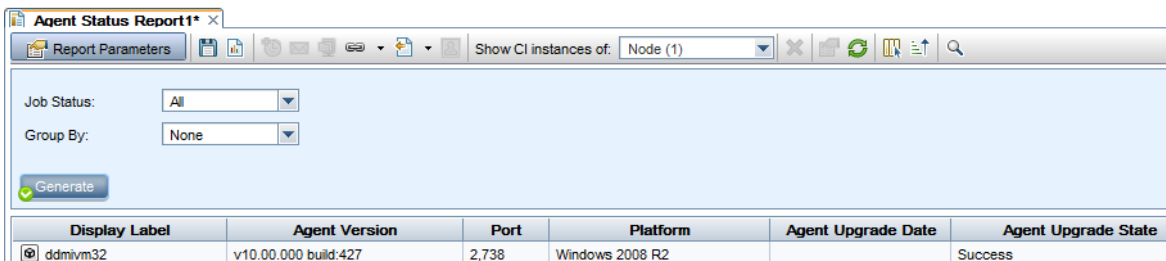 Agent Status Report1* ×
Report Parameters Show CI instances of: Node (1)
Job Status: All
Group By: None
Generate
Display Label Agent Version Port Platform Agent Upgrade Date Agent Upgrade State
ddmivm32 v10.00.000 build:427 2,738 Windows 2008 R2 Success